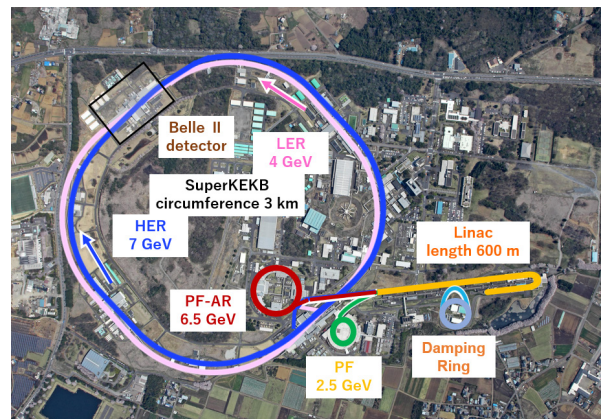 Belle II
detector
LER
4 GeV
SuperKEKB
circumference 3 km
HER
7 GeV
Linac
length 600 m
PF-AR
6.5 GeV
PF
2.5 GeV
Damping
Ring